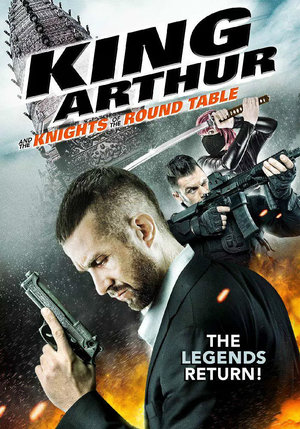 KING
ARTHUR
AND THE KNIGHTS OF THE ROUND TABLE
THE
LEGENDS
RETURN!